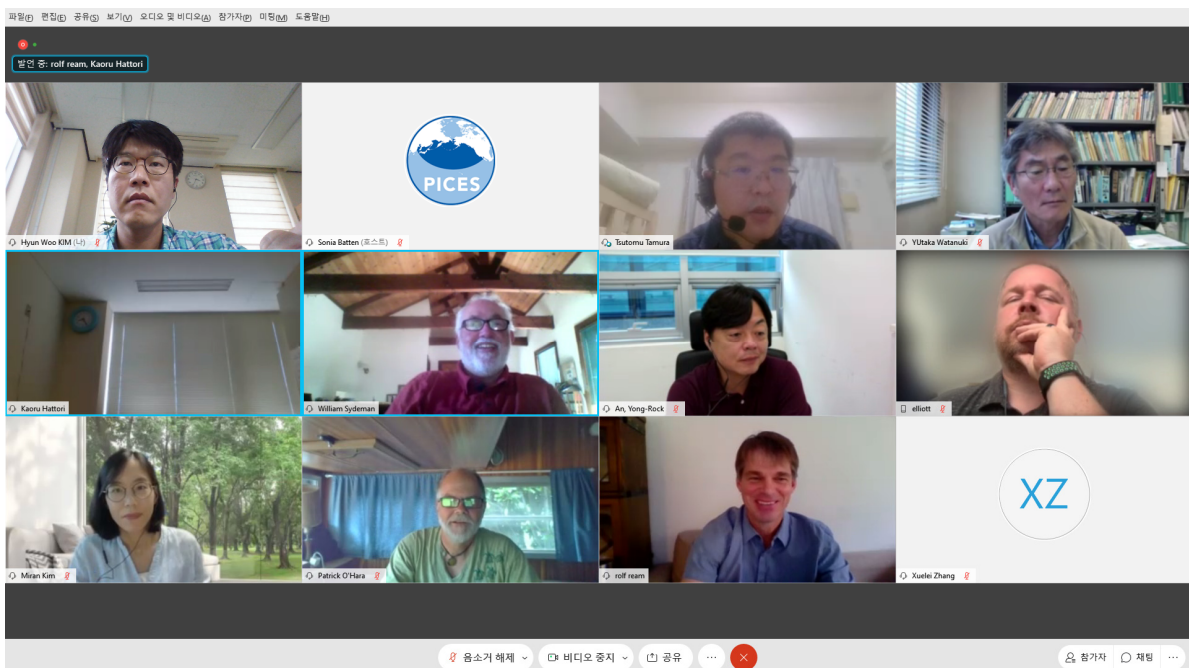 파일(F) 편집(E) 공유(S) 보기(V) 오디오 및 비디오(A) 참가자(P) 미팅(M) 도움말(H)
발언 중: rolf ream, Kaoru Hattori
PICES
Hyun Woo KIM (나)
Sonia Batten (호스트)
Tsutomu Tamura
YUtaka Watanuki
Kaoru Hattori
William Sydeman
An, Yong-Rock
elliott
Miran Kim
Patrick O'Hara
rolf ream
XZ
Xuelei Zhang
음소거 해제 비디오 중지 공유 참가자 채팅